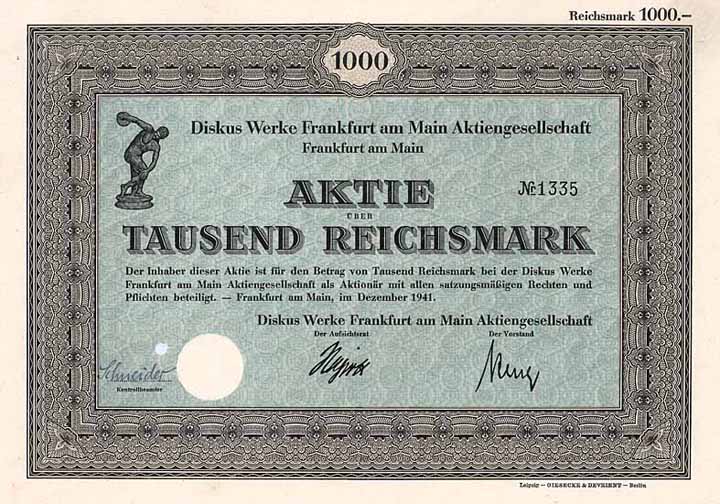 Reichsmark 1000.–
1000
Diskus Werke Frankfurt am Main Aktiengesellschaft
Frankfurt am Main
AKTIE
№ 1335
ÜBER
TAUSEND REICHSMARK
Der Inhaber dieser Aktie ist für den Betrag von Tausend Reichsmark bei der Diskus Werke
Frankfurt am Main Aktiengesellschaft als Aktionär mit allen satzungsmäßigen Rechten und
Pflichten beteiligt. — Frankfurt am Main, im Dezember 1941.
Diskus Werke Frankfurt am Main Aktiengesellschaft
Der Aufsichtsrat Der Vorstand
Schneider
Kontrollbeamter
Leipzig — GIESECKE & DEVRIENT — Berlin